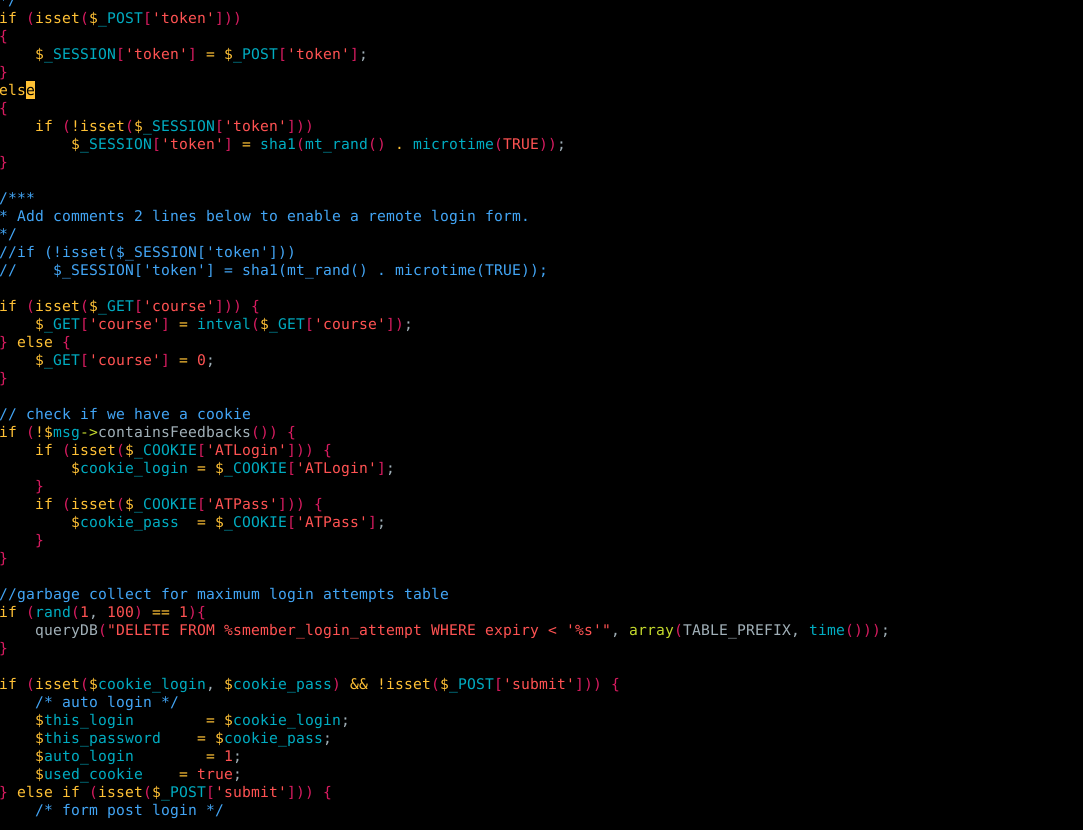 */
if (isset($_POST['token']))
{
    $_SESSION['token'] = $_POST['token'];
}
else
{
    if (!isset($_SESSION['token']))
        $_SESSION['token'] = sha1(mt_rand() . microtime(TRUE));
}

/***
* Add comments 2 lines below to enable a remote login form.
*/
//if (!isset($_SESSION['token']))
//    $_SESSION['token'] = sha1(mt_rand() . microtime(TRUE));

if (isset($_GET['course'])) {
    $_GET['course'] = intval($_GET['course']);
} else {
    $_GET['course'] = 0;
}

// check if we have a cookie
if (!$msg->containsFeedbacks()) {
    if (isset($_COOKIE['ATLogin'])) {
        $cookie_login = $_COOKIE['ATLogin'];
    }
    if (isset($_COOKIE['ATPass'])) {
        $cookie_pass  = $_COOKIE['ATPass'];
    }
}

//garbage collect for maximum login attempts table
if (rand(1, 100) == 1){
    queryDB("DELETE FROM %smember_login_attempt WHERE expiry < '%s'", array(TABLE_PREFIX, time()));
}

if (isset($cookie_login, $cookie_pass) && !isset($_POST['submit'])) {
    /* auto login */
    $this_login        = $cookie_login;
    $this_password    = $cookie_pass;
    $auto_login        = 1;
    $used_cookie    = true;
} else if (isset($_POST['submit'])) {
    /* form post login */